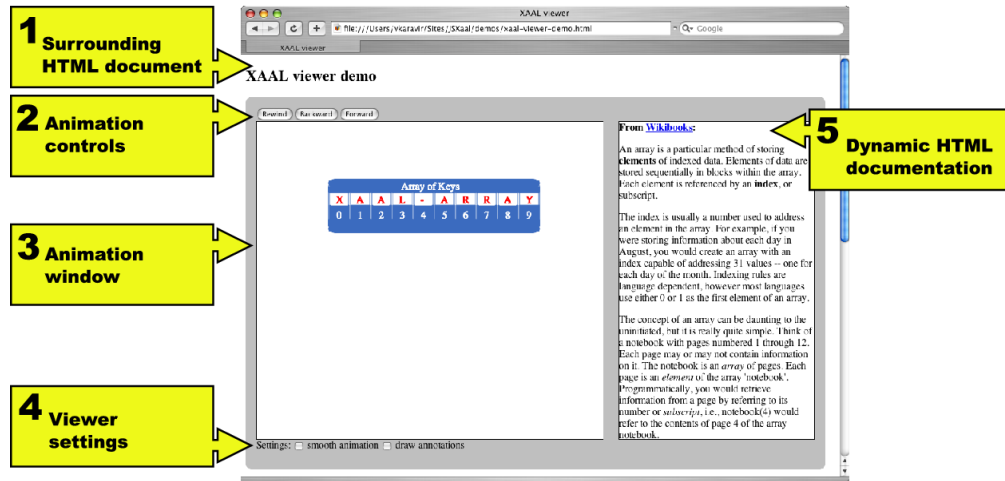 XAAL viewer
file:///Users/vkaravir/Sites/JSXaal/demos/xaal-viewer-demo.html
Google
XAAL viewer
1 Surrounding
HTML document
XAAL viewer demo
2 Animation
controls
Rewind Backward Forward
3 Animation
window
Array of Keys
X A A L - A R R A Y
0 1 2 3 4 5 6 7 8 9
4 Viewer
settings
Settings: smooth animation draw annotations
5 Dynamic HTML
documentation
From Wikibooks:
An array is a particular method of storing
elements of indexed data. Elements of data are
stored sequentially in blocks within the array.
Each element is referenced by an index, or
subscript.
The index is usually a number used to address
an element in the array. For example, if you
were storing information about each day in
August, you would create an array with an
index capable of addressing 31 values -- one for
each day of the month. Indexing rules are
language dependent, however most languages
use either 0 or 1 as the first element of an array.
The concept of an array can be daunting to the
uninitiated, but it is really quite simple. Think of
a notebook with pages numbered 1 through 12.
Each page may or may not contain information
on it. The notebook is an array of pages. Each
page is an element of the array 'notebook'.
Programmatically, you would retrieve
information from a page by referring to its
number or subscript, i.e., notebook(4) would
refer to the contents of page 4 of the array
notebook.